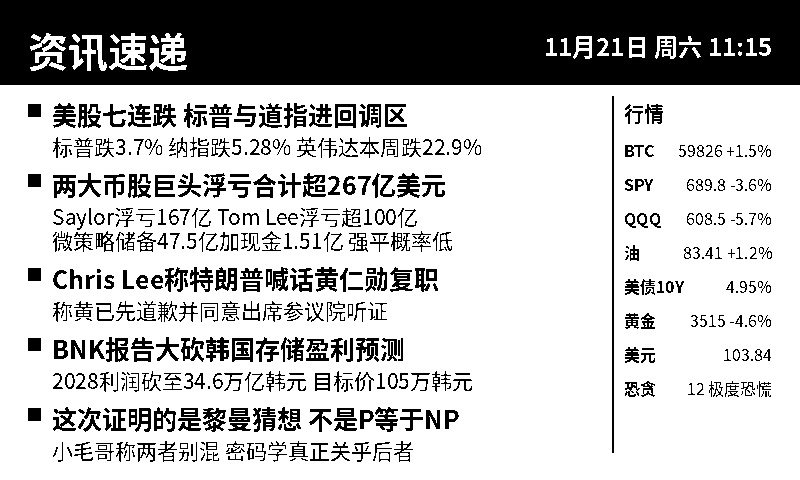 资讯速递
11月21日 周六 11:15
美股七连跌 标普与道指进回调区
标普跌3.7% 纳指跌5.28% 英伟达本周跌22.9%
两大币股巨头浮亏合计超267亿美元
Saylor浮亏167亿 Tom Lee浮亏超100亿
微策略储备47.5亿加现金1.51亿 强平概率低
Chris Lee称特朗普喊话黄仁勋复职
称黄已先道歉并同意出席参议院听证
BNK报告大砍韩国存储盈利预测
2028利润砍至34.6万亿韩元 目标价105万韩元
这次证明的是黎曼猜想 不是P等于NP
小毛哥称两者别混 密码学真正关乎后者
行情
BTC 59826 +1.5%
SPY 689.8 -3.6%
QQQ 608.5 -5.7%
油 83.41 +1.2%
美债10Y 4.95%
黄金 3515 -4.6%
美元 103.84
恐贪 12 极度恐慌